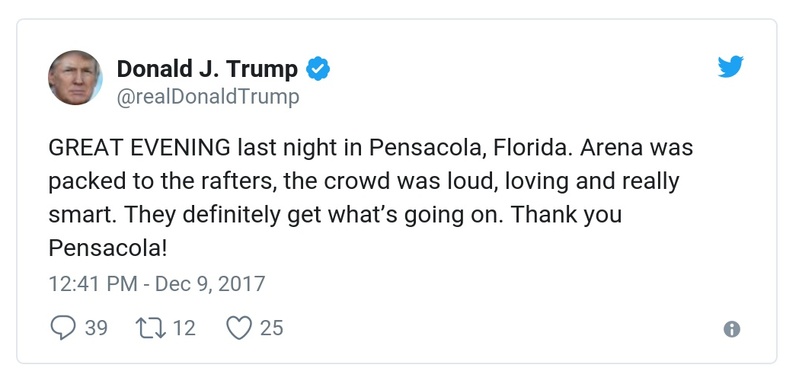 Donald J. Trump
@realDonaldTrump
GREAT EVENING last night in Pensacola, Florida. Arena was
packed to the rafters, the crowd was loud, loving and really
smart. They definitely get what’s going on. Thank you
Pensacola!
12:41 PM - Dec 9, 2017
39 12 25